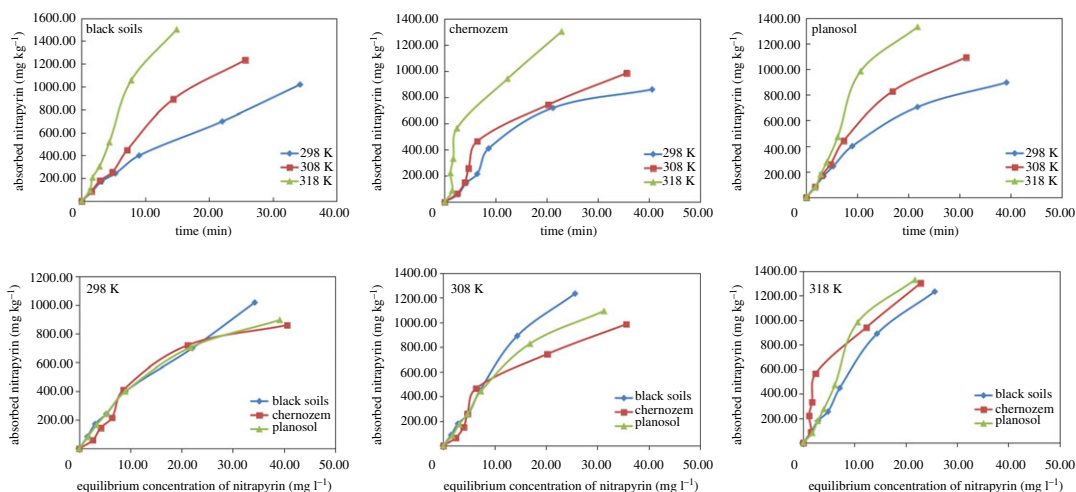 1600.00
1400.00
1200.00
1000.00
800.00
600.00
400.00
200.00
0
10.00
20.00
30.00
40.00
black soils
298 K
308 K
318 K
absorbed nitrapyrin (mg kg⁻¹)
time (min)
1400.00
1200.00
1000.00
800.00
600.00
400.00
200.00
0
10.00
20.00
30.00
40.00
50.00
chernozem
298 K
308 K
318 K
absorbed nitrapyrin (mg kg⁻¹)
time (min)
1400.00
1200.00
1000.00
800.00
600.00
400.00
200.00
0
10.00
20.00
30.00
40.00
50.00
planosol
298 K
308 K
318 K
absorbed nitrapyrin (mg kg⁻¹)
time (min)
1200.00
1000.00
800.00
600.00
400.00
200.00
0
10.00
20.00
30.00
40.00
50.00
298 K
black soils
chernozem
planosol
absorbed nitrapyrin (mg kg⁻¹)
equilibrium concentration of nitrapyrin (mg l⁻¹)
1400.00
1200.00
1000.00
800.00
600.00
400.00
200.00
0
10.00
20.00
30.00
40.00
50.00
308 K
black soils
chernozem
planosol
absorbed nitrapyrin (mg kg⁻¹)
equilibrium concentration of nitrapyrin (mg l⁻¹)
1400.00
1200.00
1000.00
800.00
600.00
400.00
200.00
0
10.00
20.00
30.00
40.00
50.00
318 K
black soils
chernozem
planosol
absorbed nitrapyrin (mg kg⁻¹)
equilibrium concentration of nitrapyrin (mg l⁻¹)